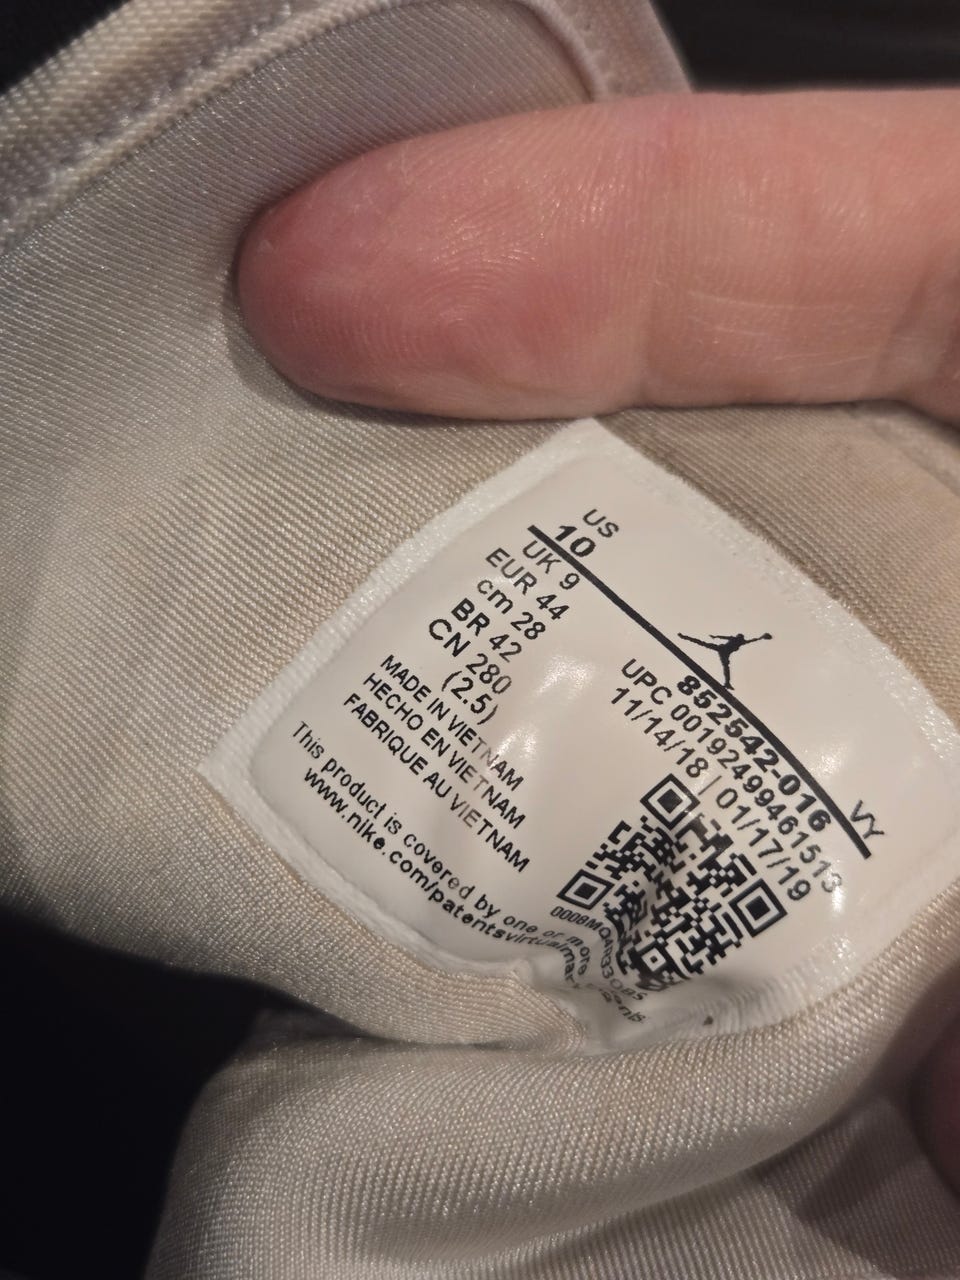 US
10
UK 9
EUR 44
cm 28
BR 42
CN 280
(2.5)
MADE IN VIETNAM
HECHO EN VIETNAM
FABRIQUE AU VIETNAM
This product is covered by one or more
www.nike.com/patentsvirtualmark
852542-016
UPC 00192499461513
11/14/18 | 01/17/19
VY